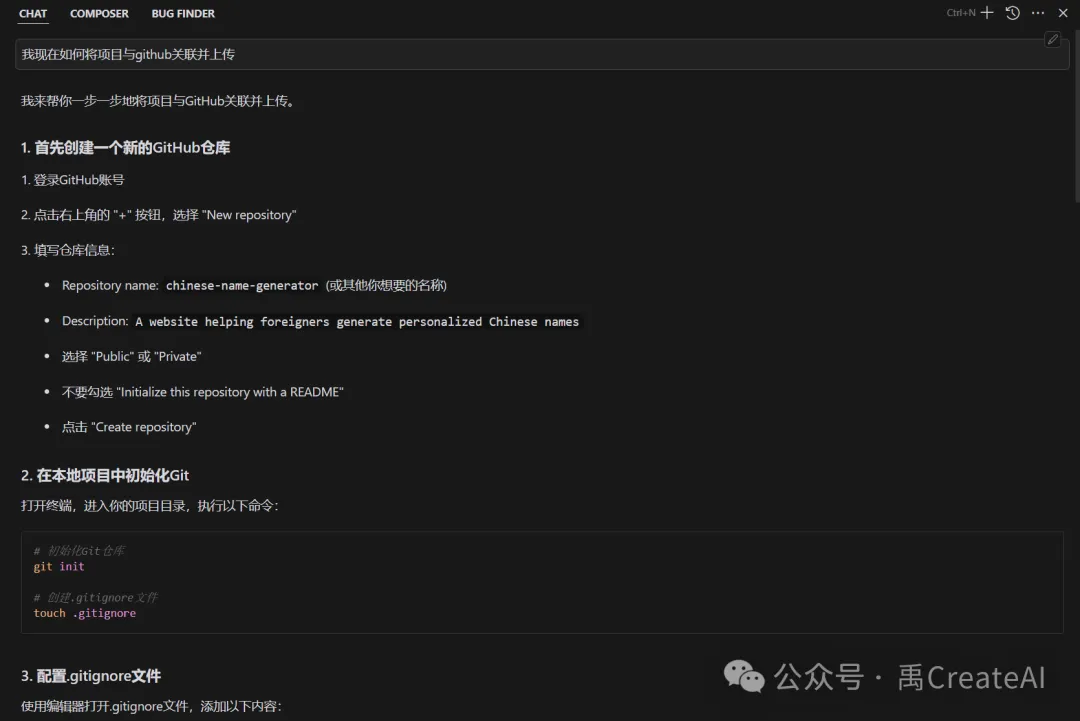 CHAT COMPOSER BUG FINDER Ctrl+N
我现在如何将项目与github关联并上传
我来帮你一步一步地将项目与GitHub关联并上传。
1. 首先创建一个新的GitHub仓库
1. 登录GitHub账号
2. 点击右上角的 "+" 按钮，选择 "New repository"
3. 填写仓库信息：
• Repository name: chinese-name-generator (或其他你想要的名称)
• Description: A website helping foreigners generate personalized Chinese names
• 选择 "Public" 或 "Private"
• 不要勾选 "Initialize this repository with a README"
• 点击 "Create repository"
2. 在本地项目中初始化Git
打开终端，进入你的项目目录，执行以下命令：
# 初始化Git仓库
git init
# 创建.gitignore文件
touch .gitignore
3. 配置.gitignore文件
使用编辑器打开.gitignore文件，添加以下内容：
公众号 · 禹CreateAI